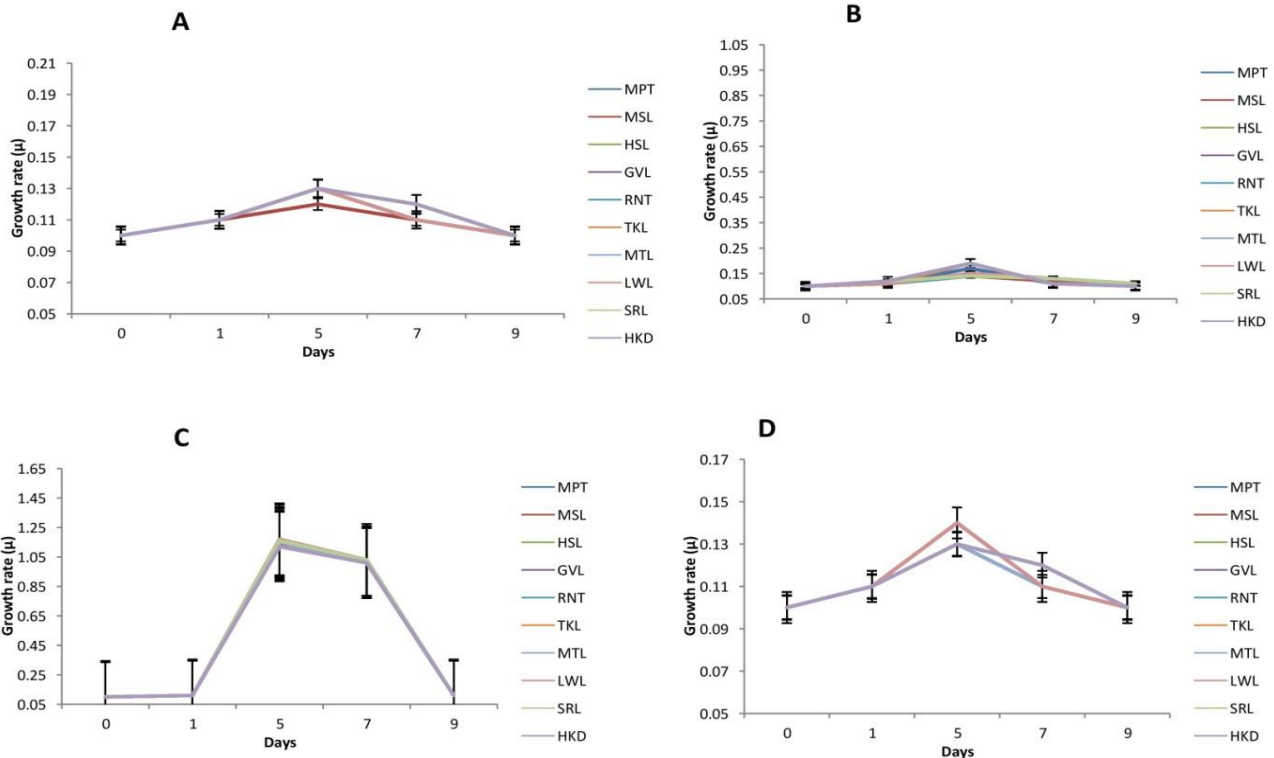 A
Growth rate (µ)
0.21
0.19
0.17
0.15
0.13
0.11
0.09
0.07
0.05
0 1 5 7 9
Days
MPT
MSL
HSL
GVL
RNT
TKL
MTL
LWL
SRL
HKD
B
Growth rate (µ)
1.05
0.95
0.85
0.75
0.65
0.55
0.45
0.35
0.25
0.15
0.05
0 1 5 7 9
Days
MPT
MSL
HSL
GVL
RNT
TKL
MTL
LWL
SRL
HKD
C
Growth rate (µ)
1.65
1.45
1.25
1.05
0.85
0.65
0.45
0.25
0.05
0 1 5 7 9
Days
MPT
MSL
HSL
GVL
RNT
TKL
MTL
LWL
SRL
HKD
D
Growth rate (µ)
0.17
0.15
0.13
0.11
0.09
0.07
0.05
0 1 5 7 9
Days
MPT
MSL
HSL
GVL
RNT
TKL
MTL
LWL
SRL
HKD